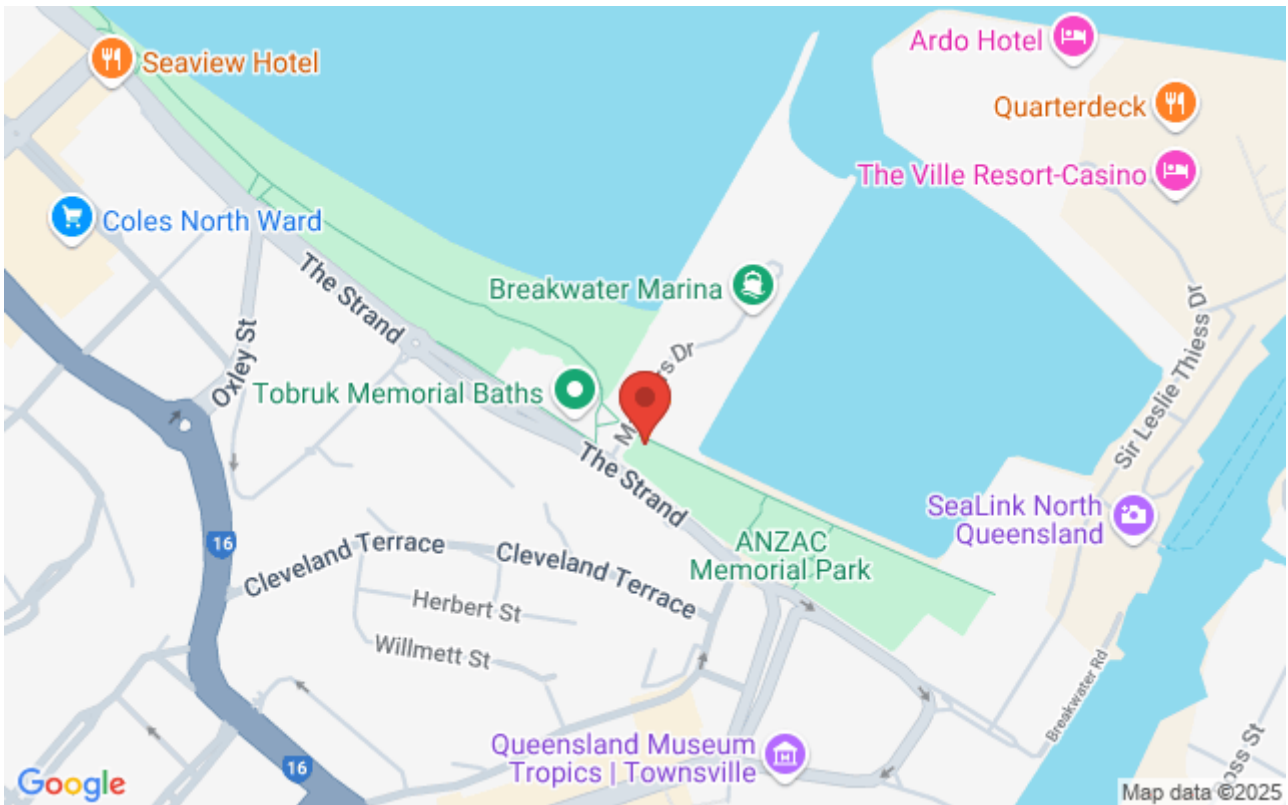 Seaview Hotel
Ardo Hotel
Quarterdeck
The Ville Resort-Casino
Coles North Ward
The Strand
Breakwater Marina
Oxley St
Tobruk Memorial Baths
Sir Leslie Thiess Dr
The Strand
SeaLink North
Queensland
ANZAC
Memorial Park
16
Cleveland Terrace
Cleveland Terrace
Herbert St
Willmett St
Breakwater Rd
Queensland Museum
Tropics | Townsville
16
Google
Map data ©2025